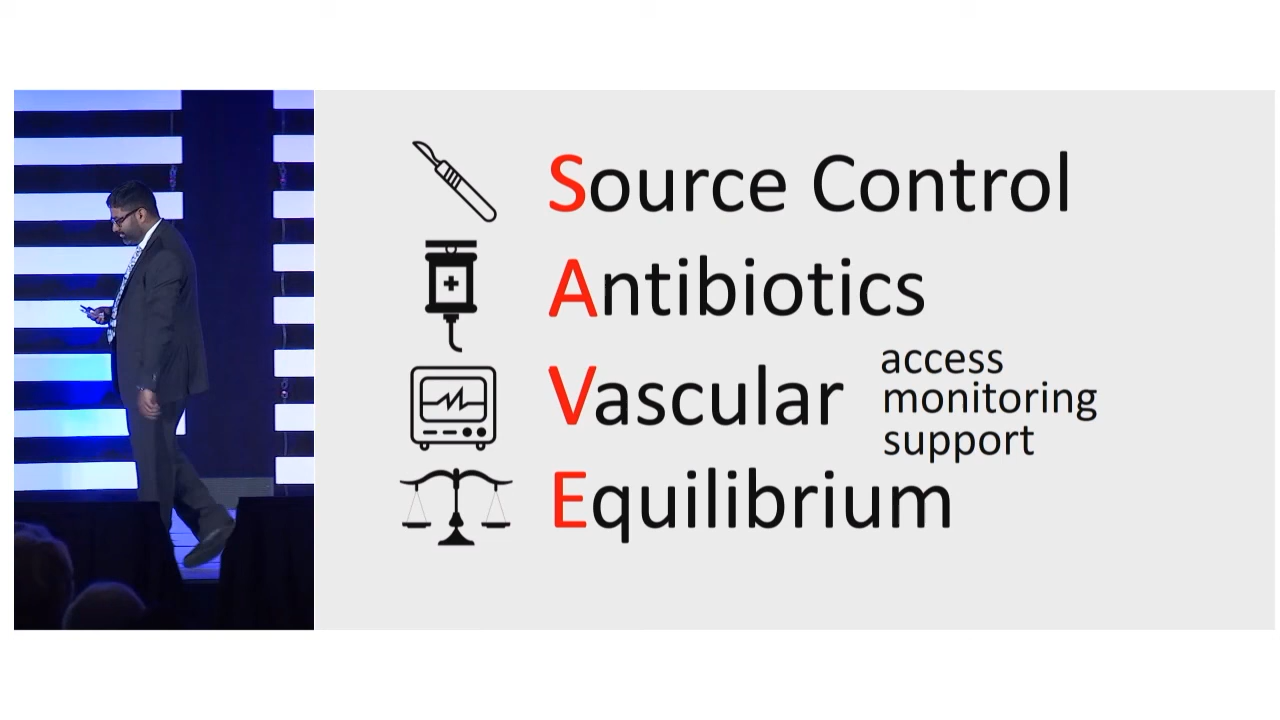 Source Control
Antibiotics
Vascular
access
monitoring
support
Equilibrium